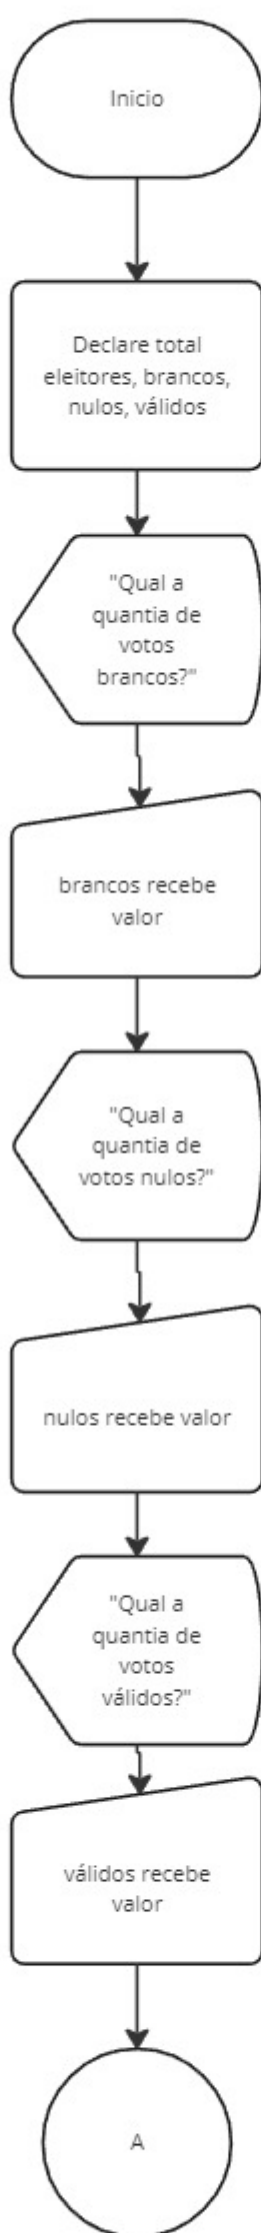 Inicio
Declare total
eleitores, brancos,
nulos, válidos
"Qual a
quantia de
votos
brancos?"
brancos recebe
valor
"Qual a
quantia de
votos nulos?"
nulos recebe valor
"Qual a
quantia de
votos
válidos?"
válidos recebe
valor
A